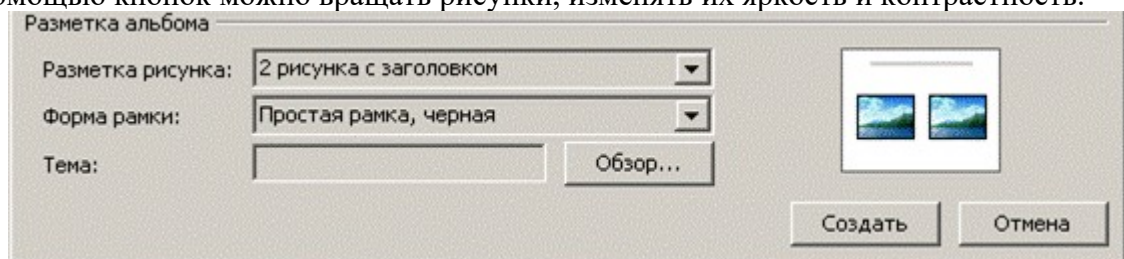 омощью кнопок можно вращать рисунки, изменять их яркость и контрастность.
Разметка альбома
Разметка рисунка: 2 рисунка с заголовком
Форма рамки: Простая рамка, черная
Тема: Обзор...
Создать Отмена